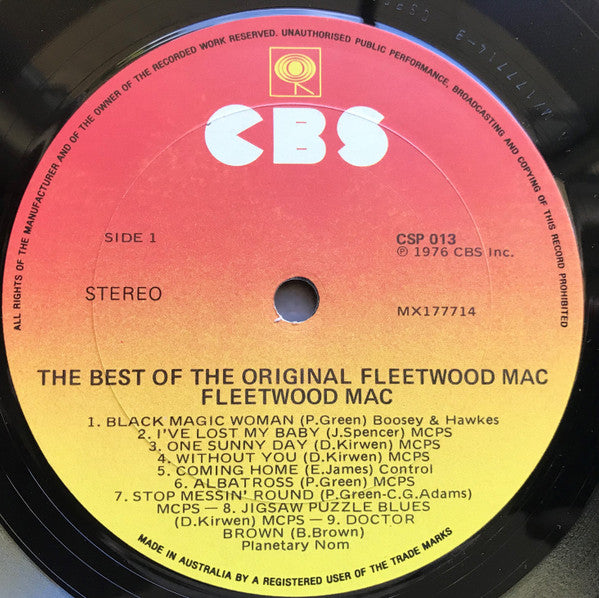 ALL RIGHTS OF THE MANUFACTURER AND OF THE OWNER OF THE RECORDED WORK RESERVED. UNAUTHORISED PUBLIC PERFORMANCE, BROADCASTING AND COPYING OF THIS RECORD PROHIBITED
CBS
SIDE 1
CSP 013
℗ 1976 CBS Inc.
STEREO
MX177714
THE BEST OF THE ORIGINAL FLEETWOOD MAC
FLEETWOOD MAC
1. BLACK MAGIC WOMAN (P.Green) Boosey & Hawkes
2. I'VE LOST MY BABY (J.Spencer) MCPS
3. ONE SUNNY DAY (D.Kirwen) MCPS
4. WITHOUT YOU (D.Kirwen) MCPS
5. COMING HOME (E.James) Control
6. ALBATROSS (P.Green) MCPS
7. STOP MESSIN' ROUND (P.Green-C.G.Adams)
MCPS — 8. JIGSAW PUZZLE BLUES
(D.Kirwen) MCPS — 9. DOCTOR
BROWN (B.Brown)
Planetary Nom
MADE IN AUSTRALIA BY A REGISTERED USER OF THE TRADE MARKS